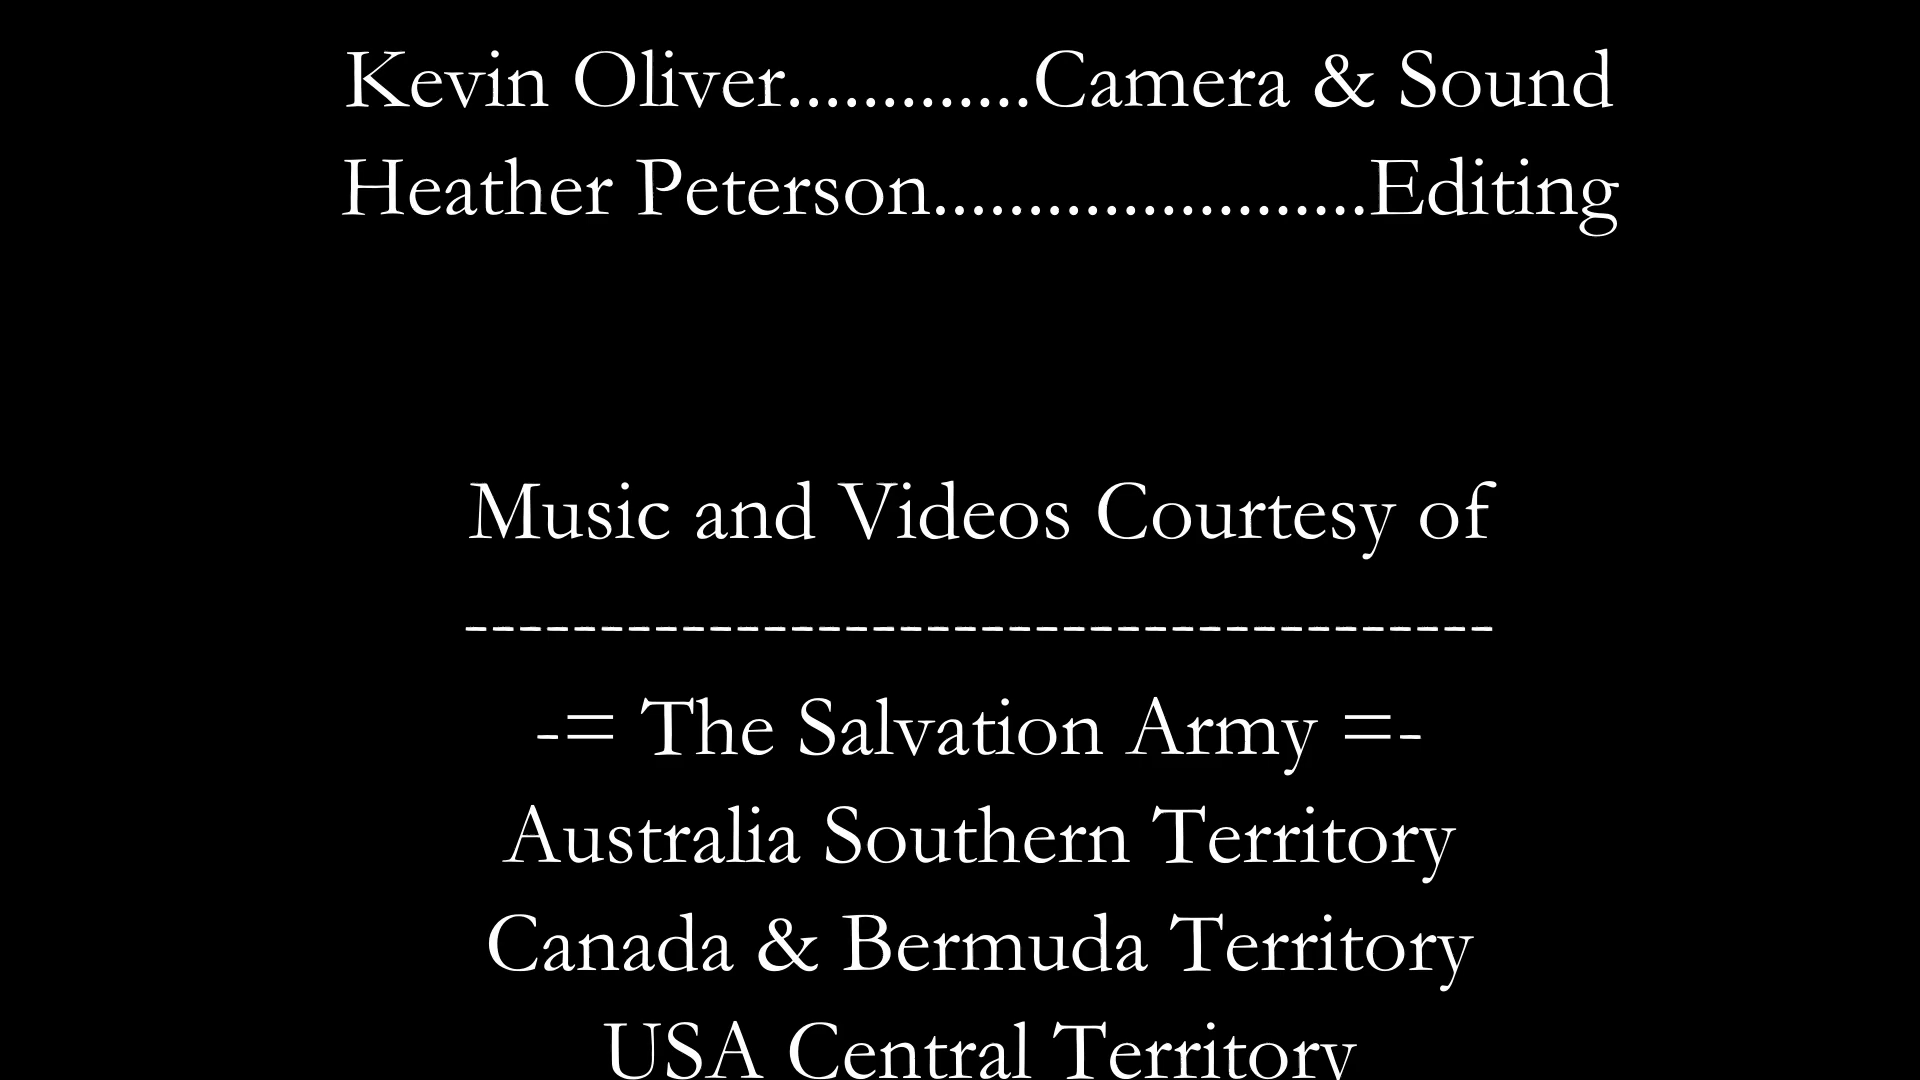 Kevin Oliver.............Camera & Sound
Heather Peterson.......................Editing
Music and Videos Courtesy of
--------------------------------------
-= The Salvation Army =-
Australia Southern Territory
Canada & Bermuda Territory
USA Central Territory